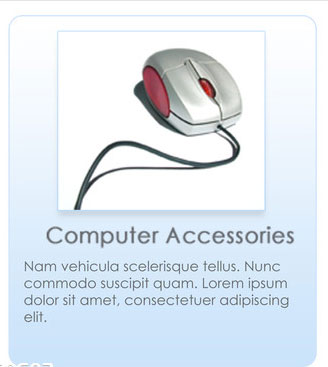 Computer Accessories
Nam vehicula scelerisque tellus. Nunc
commodo suscipit quam. Lorem ipsum
dolor sit amet, consectetuer adipiscing
elit.